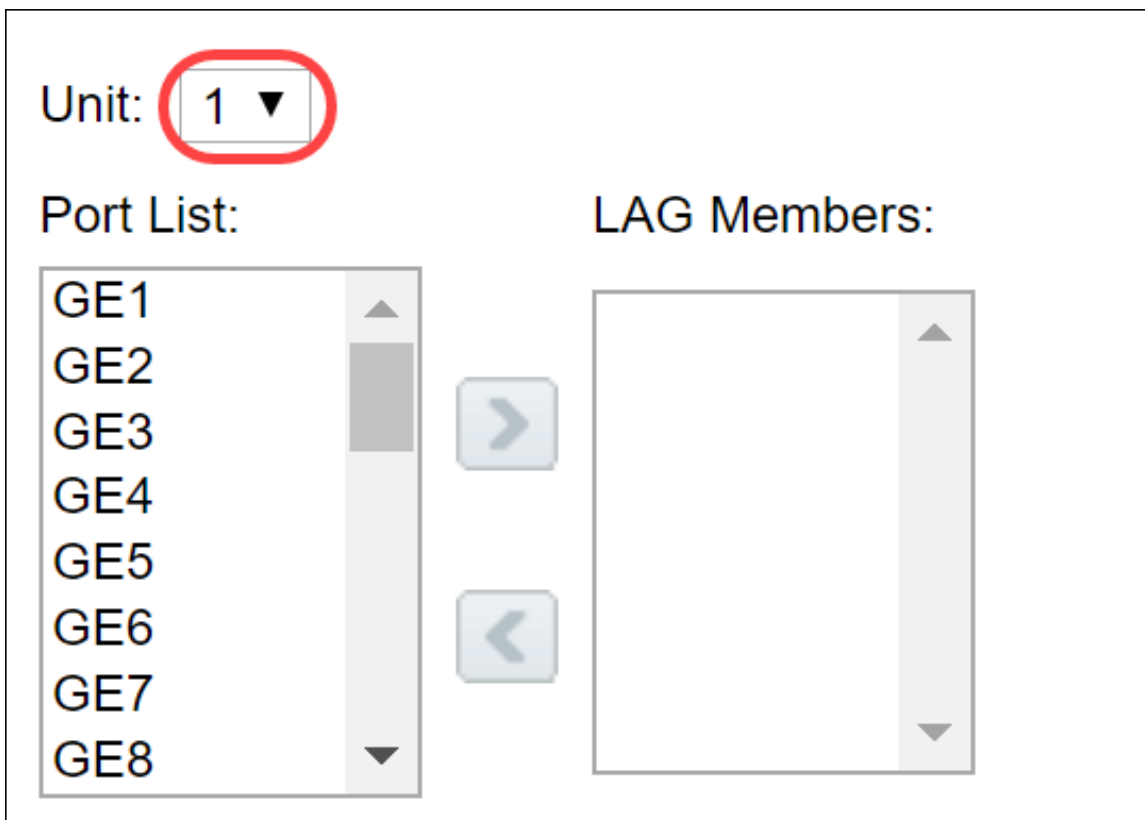 Unit: 1
Port List: LAG Members:
GE1
GE2
GE3
GE4
GE5
GE6
GE7
GE8